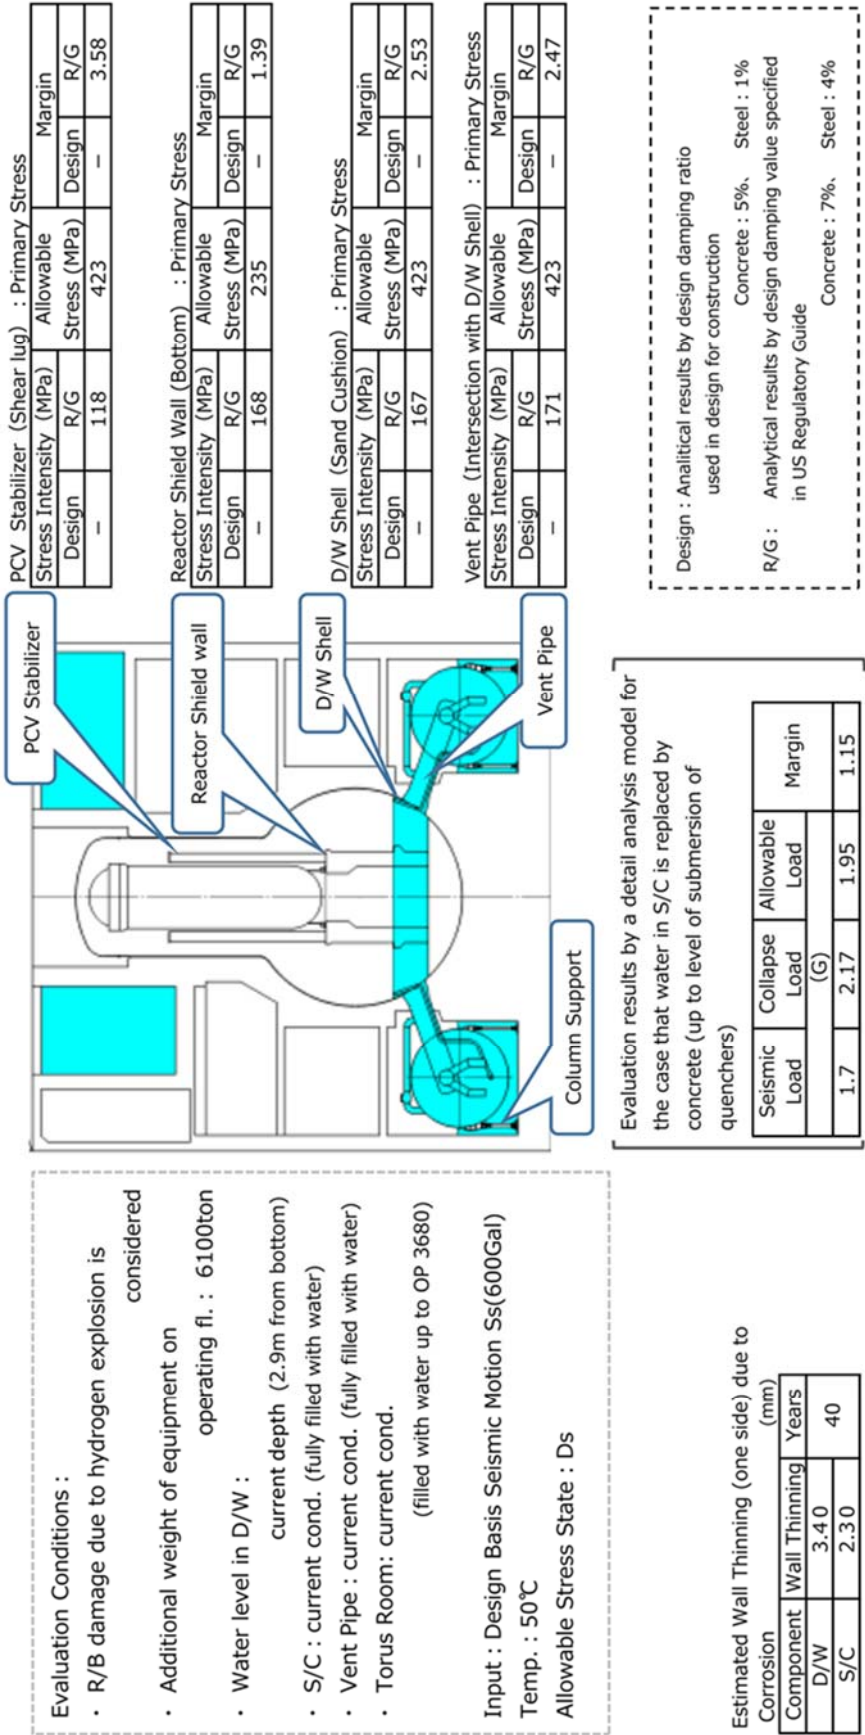 Evaluation Conditions :
・ R/B damage due to hydrogen explosion is
considered
・ Additional weight of equipment on
operating fl. : 6100ton
・ Water level in D/W :
current depth (2.9m from bottom)
・ S/C : current cond. (fully filled with water)
・ Vent Pipe : current cond. (fully filled with water)
・ Torus Room: current cond.
(filled with water up to OP 3680)
Input : Design Basis Seismic Motion Ss(600Gal)
Temp. : 50℃
Allowable Stress State : Ds
Estimated Wall Thinning (one side) due to
Corrosion (mm)
Component Wall Thinning Years
D/W 3.40 40
S/C 2.30
PCV Stabilizer
Reactor Shield wall
D/W Shell
Vent Pipe
Column Support
Evaluation results by a detail analysis model for
the case that water in S/C is replaced by
concrete (up to level of submersion of
quenchers)
Seismic Load Collapse Load Allowable Load Margin
(G)
1.7 2.17 1.95 1.15
PCV Stabilizer (Shear lug) : Primary Stress
Stress Intensity (MPa) Allowable Stress (MPa) Margin
Design R/G Design R/G
− 118 423 − 3.58
Reactor Shield Wall (Bottom) : Primary Stress
Stress Intensity (MPa) Allowable Stress (MPa) Margin
Design R/G Design R/G
− 168 235 − 1.39
D/W Shell (Sand Cushion) : Primary Stress
Stress Intensity (MPa) Allowable Stress (MPa) Margin
Design R/G Design R/G
− 167 423 − 2.53
Vent Pipe (Intersection with D/W Shell) : Primary Stress
Stress Intensity (MPa) Allowable Stress (MPa) Margin
Design R/G Design R/G
− 171 423 − 2.47
Design : Analitical results by design damping ratio
used in design for construction
Concrete : 5%、 Steel : 1%
R/G : Analytical results by design damping value specified
in US Regulatory Guide
Concrete : 7%、 Steel : 4%